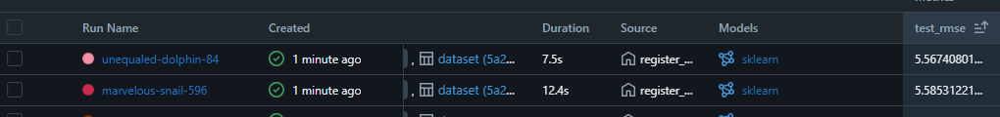 Run Name Created Duration Source Models test_rmse
unequaled-dolphin-84 1 minute ago , dataset (5a2... 7.5s register_... sklearn 5.56740801...
marvelous-snail-596 1 minute ago , dataset (5a2... 12.4s register_... sklearn 5.58531221...